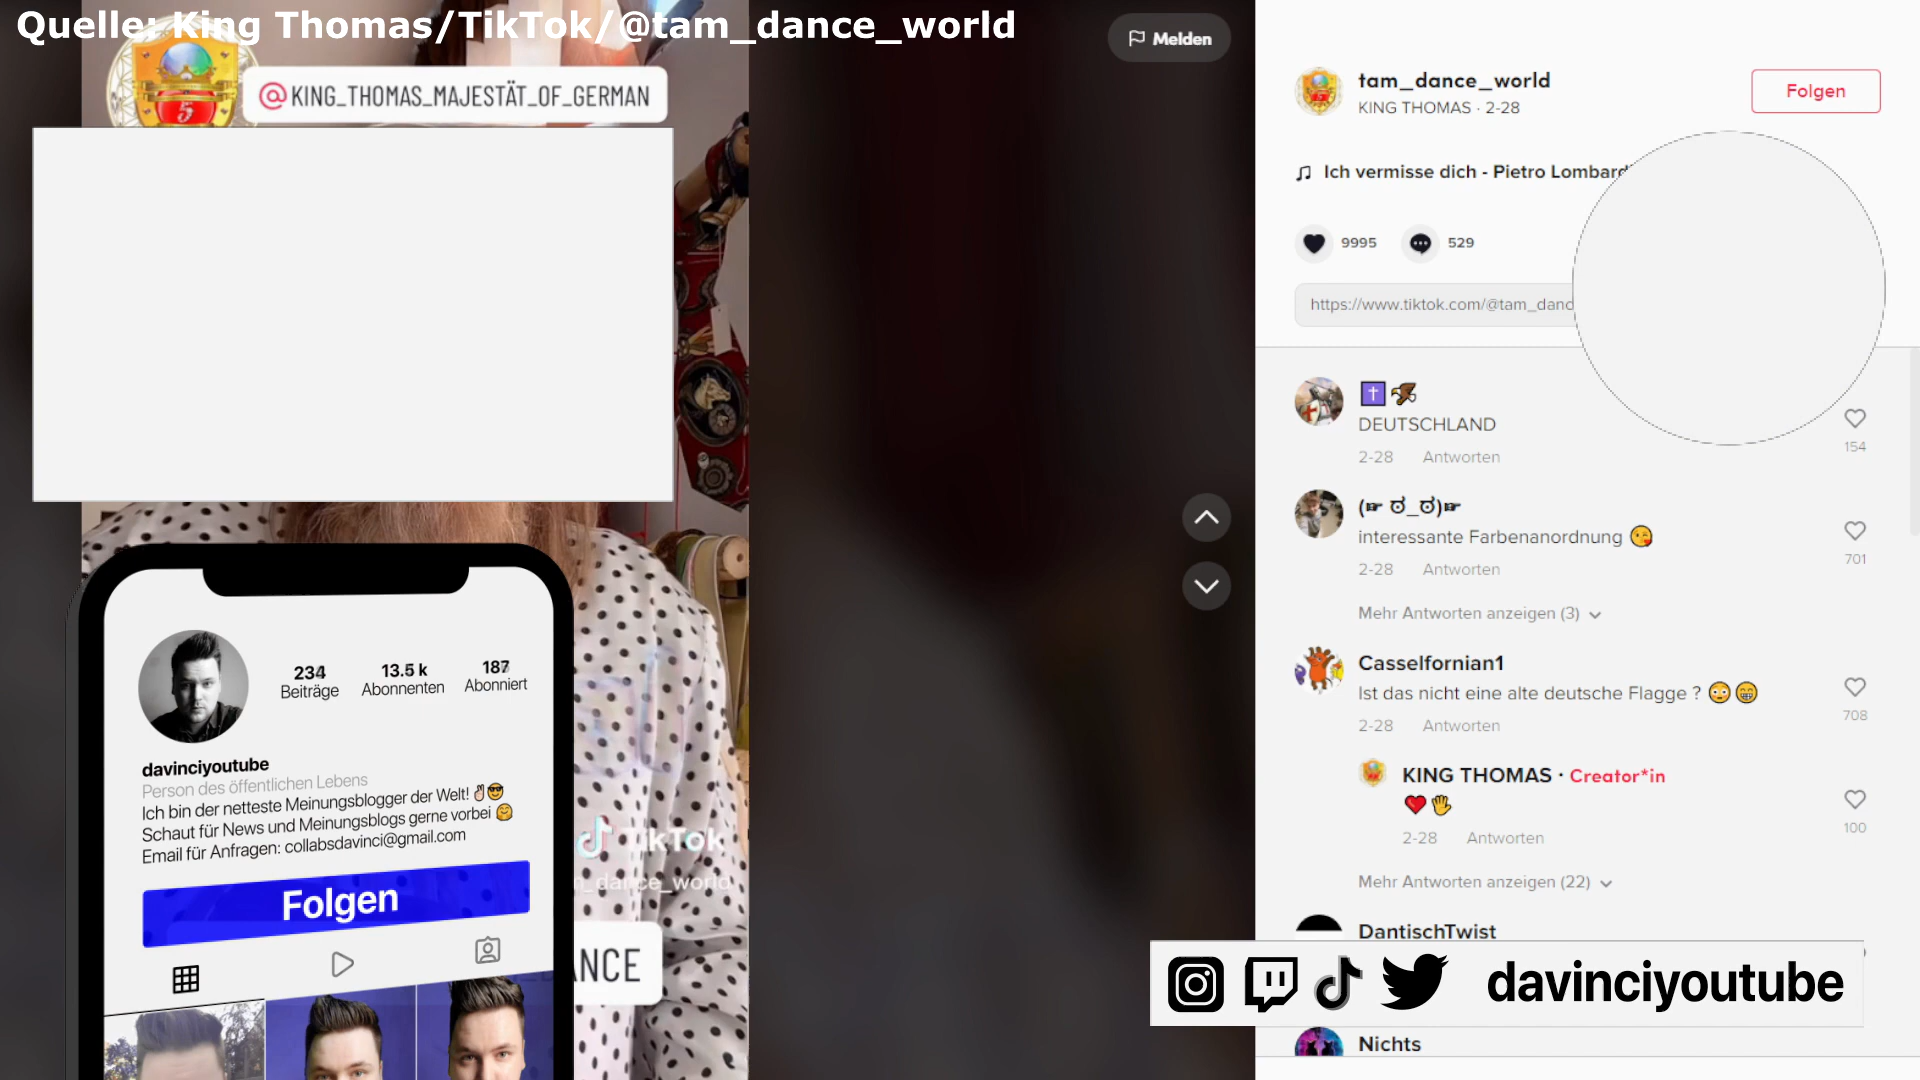 Quelle: King Thomas/TikTok/@tam_dance_world
@KING_THOMAS_MAJESTÄT_OF_GERMAN
5
Melden
tam_dance_world
KING THOMAS · 2-28
Folgen
Ich vermisse dich - Pietro Lombard
9995
529
https://www.tiktok.com/@tam_danc
DEUTSCHLAND
2-28 Antworten
154
(☞ ಠ_ಠ)☞
interessante Farbenanordnung 😘
2-28 Antworten
701
Mehr Antworten anzeigen (3)
Casselfornian1
Ist das nicht eine alte deutsche Flagge ? 😳😁
2-28 Antworten
708
KING THOMAS · Creator*in
❤️🖐
2-28 Antworten
100
Mehr Antworten anzeigen (22)
DantischTwist
Nichts
234
Beiträge
13.5 k
Abonnenten
187
Abonniert
davinciyoutube
Person des öffentlichen Lebens
Ich bin der netteste Meinungsblogger der Welt! ✌🏻😎
Schaut für News und Meinungsblogs gerne vorbei 🤗
Email für Anfragen: collabsdavinci@gmail.com
Folgen
TikTok
_dance_world
ANCE
davinciyoutube